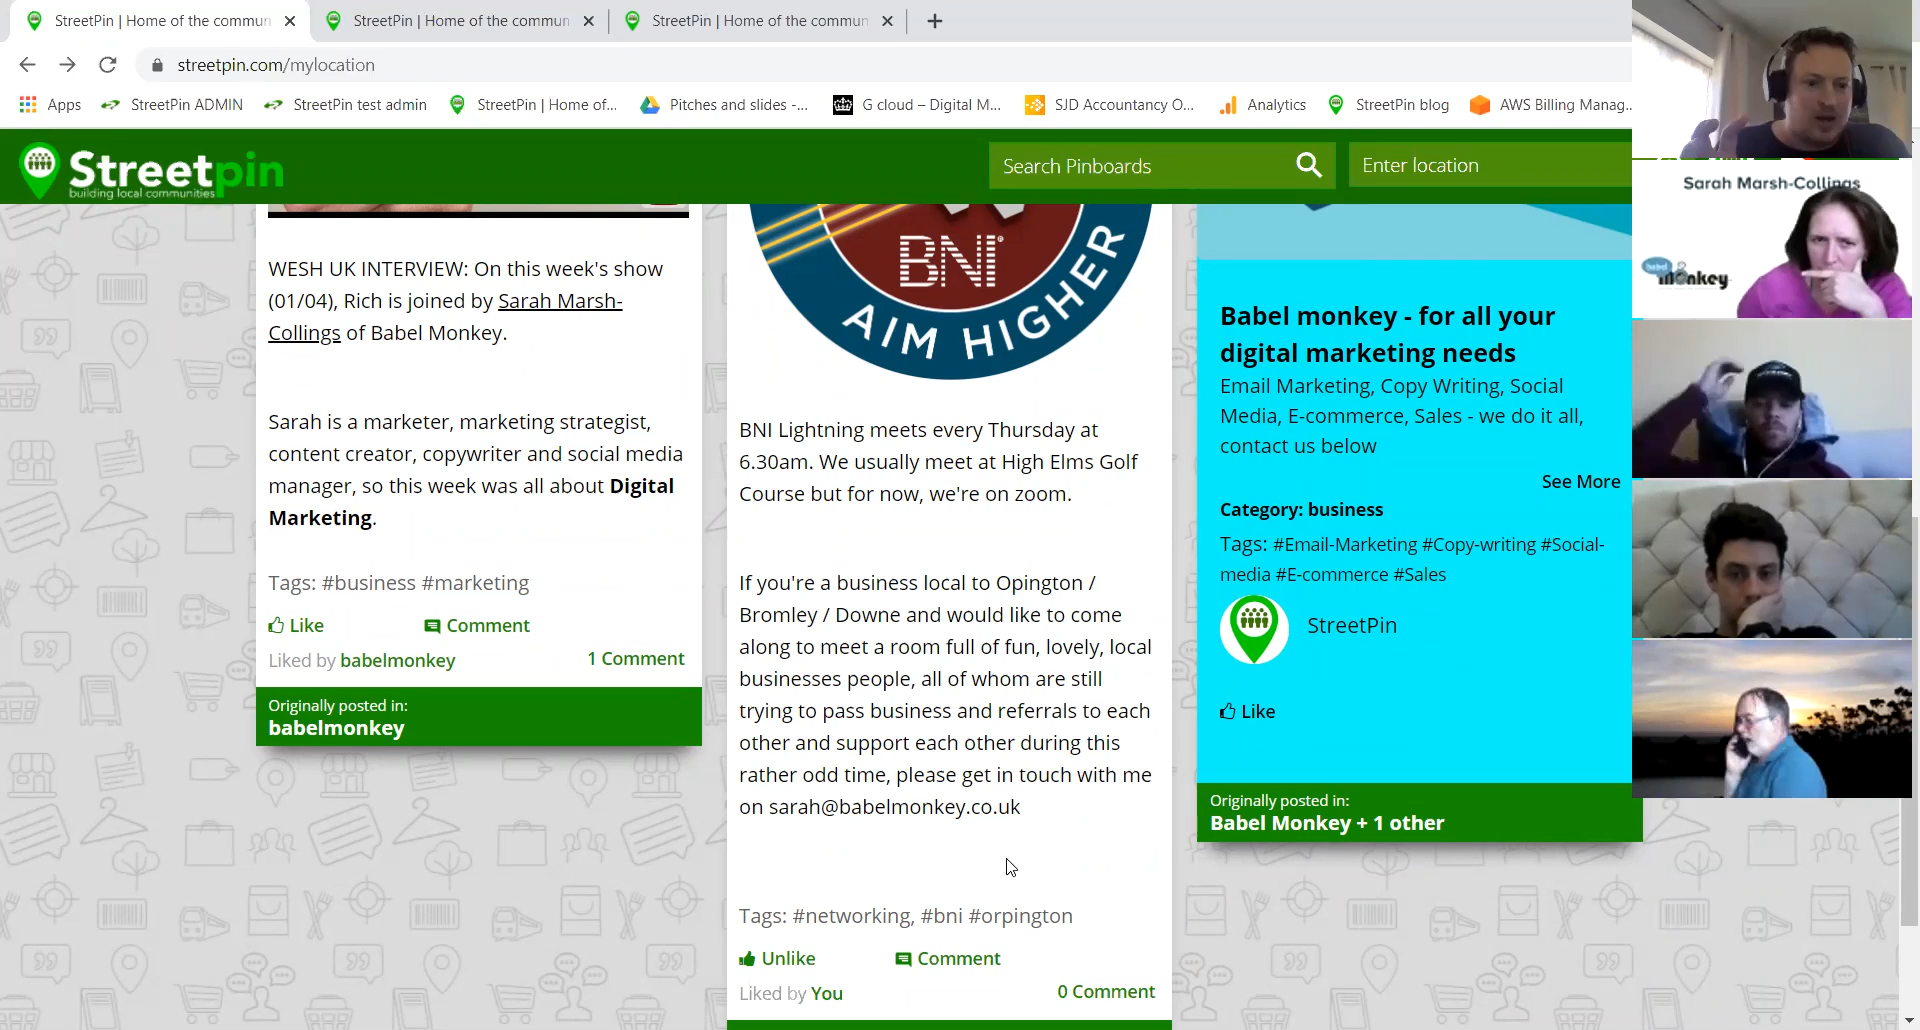 StreetPin | Home of the commun
StreetPin | Home of the commun
StreetPin | Home of the commun
streetpin.com/mylocation
Apps
StreetPin ADMIN
StreetPin test admin
StreetPin | Home of...
Pitches and slides -...
G cloud – Digital M...
SJD Accountancy O...
Analytics
StreetPin blog
AWS Billing Manag...
Streetpin
building local communities
Search Pinboards
Enter location
Sarah Marsh-Collings
babel
monkey
WESH UK INTERVIEW: On this week's show
(01/04), Rich is joined by Sarah Marsh-
Collings of Babel Monkey.
Sarah is a marketer, marketing strategist,
content creator, copywriter and social media
manager, so this week was all about Digital
Marketing.
Tags: #business #marketing
Like
Comment
Liked by babelmonkey
1 Comment
Originally posted in:
babelmonkey
BNI®
AIM HIGHER
BNI Lightning meets every Thursday at
6.30am. We usually meet at High Elms Golf
Course but for now, we're on zoom.
If you're a business local to Opington /
Bromley / Downe and would like to come
along to meet a room full of fun, lovely, local
businesses people, all of whom are still
trying to pass business and referrals to each
other and support each other during this
rather odd time, please get in touch with me
on sarah@babelmonkey.co.uk
Tags: #networking, #bni #orpington
Unlike
Comment
Liked by You
0 Comment
Babel monkey - for all your
digital marketing needs
Email Marketing, Copy Writing, Social
Media, E-commerce, Sales - we do it all,
contact us below
See More
Category: business
Tags: #Email-Marketing #Copy-writing #Social-
media #E-commerce #Sales
StreetPin
Like
Originally posted in:
Babel Monkey + 1 other